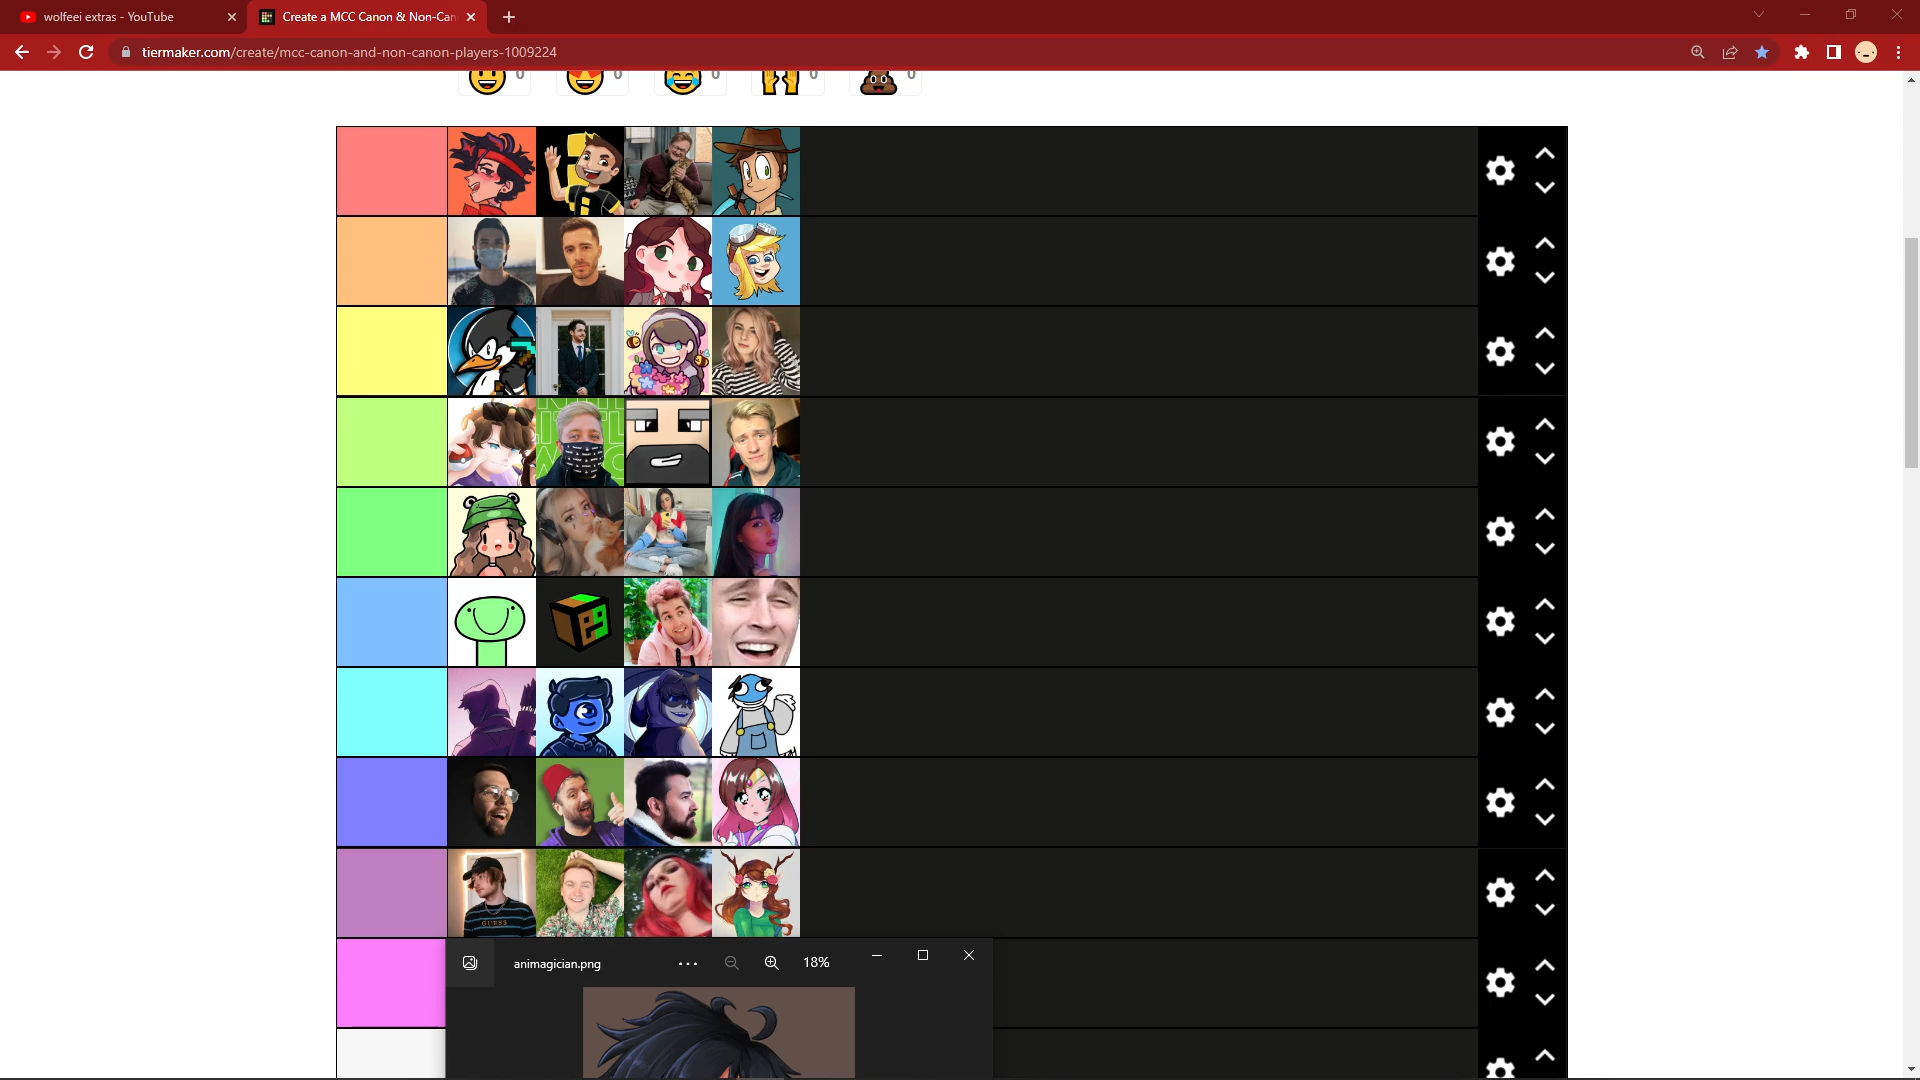 wolfeei extras - YouTube
Create a MCC Canon & Non-Can
tiermaker.com/create/mcc-canon-and-non-canon-players-1009224
0 0 0 0 0
GUESS
animagician.png
18%